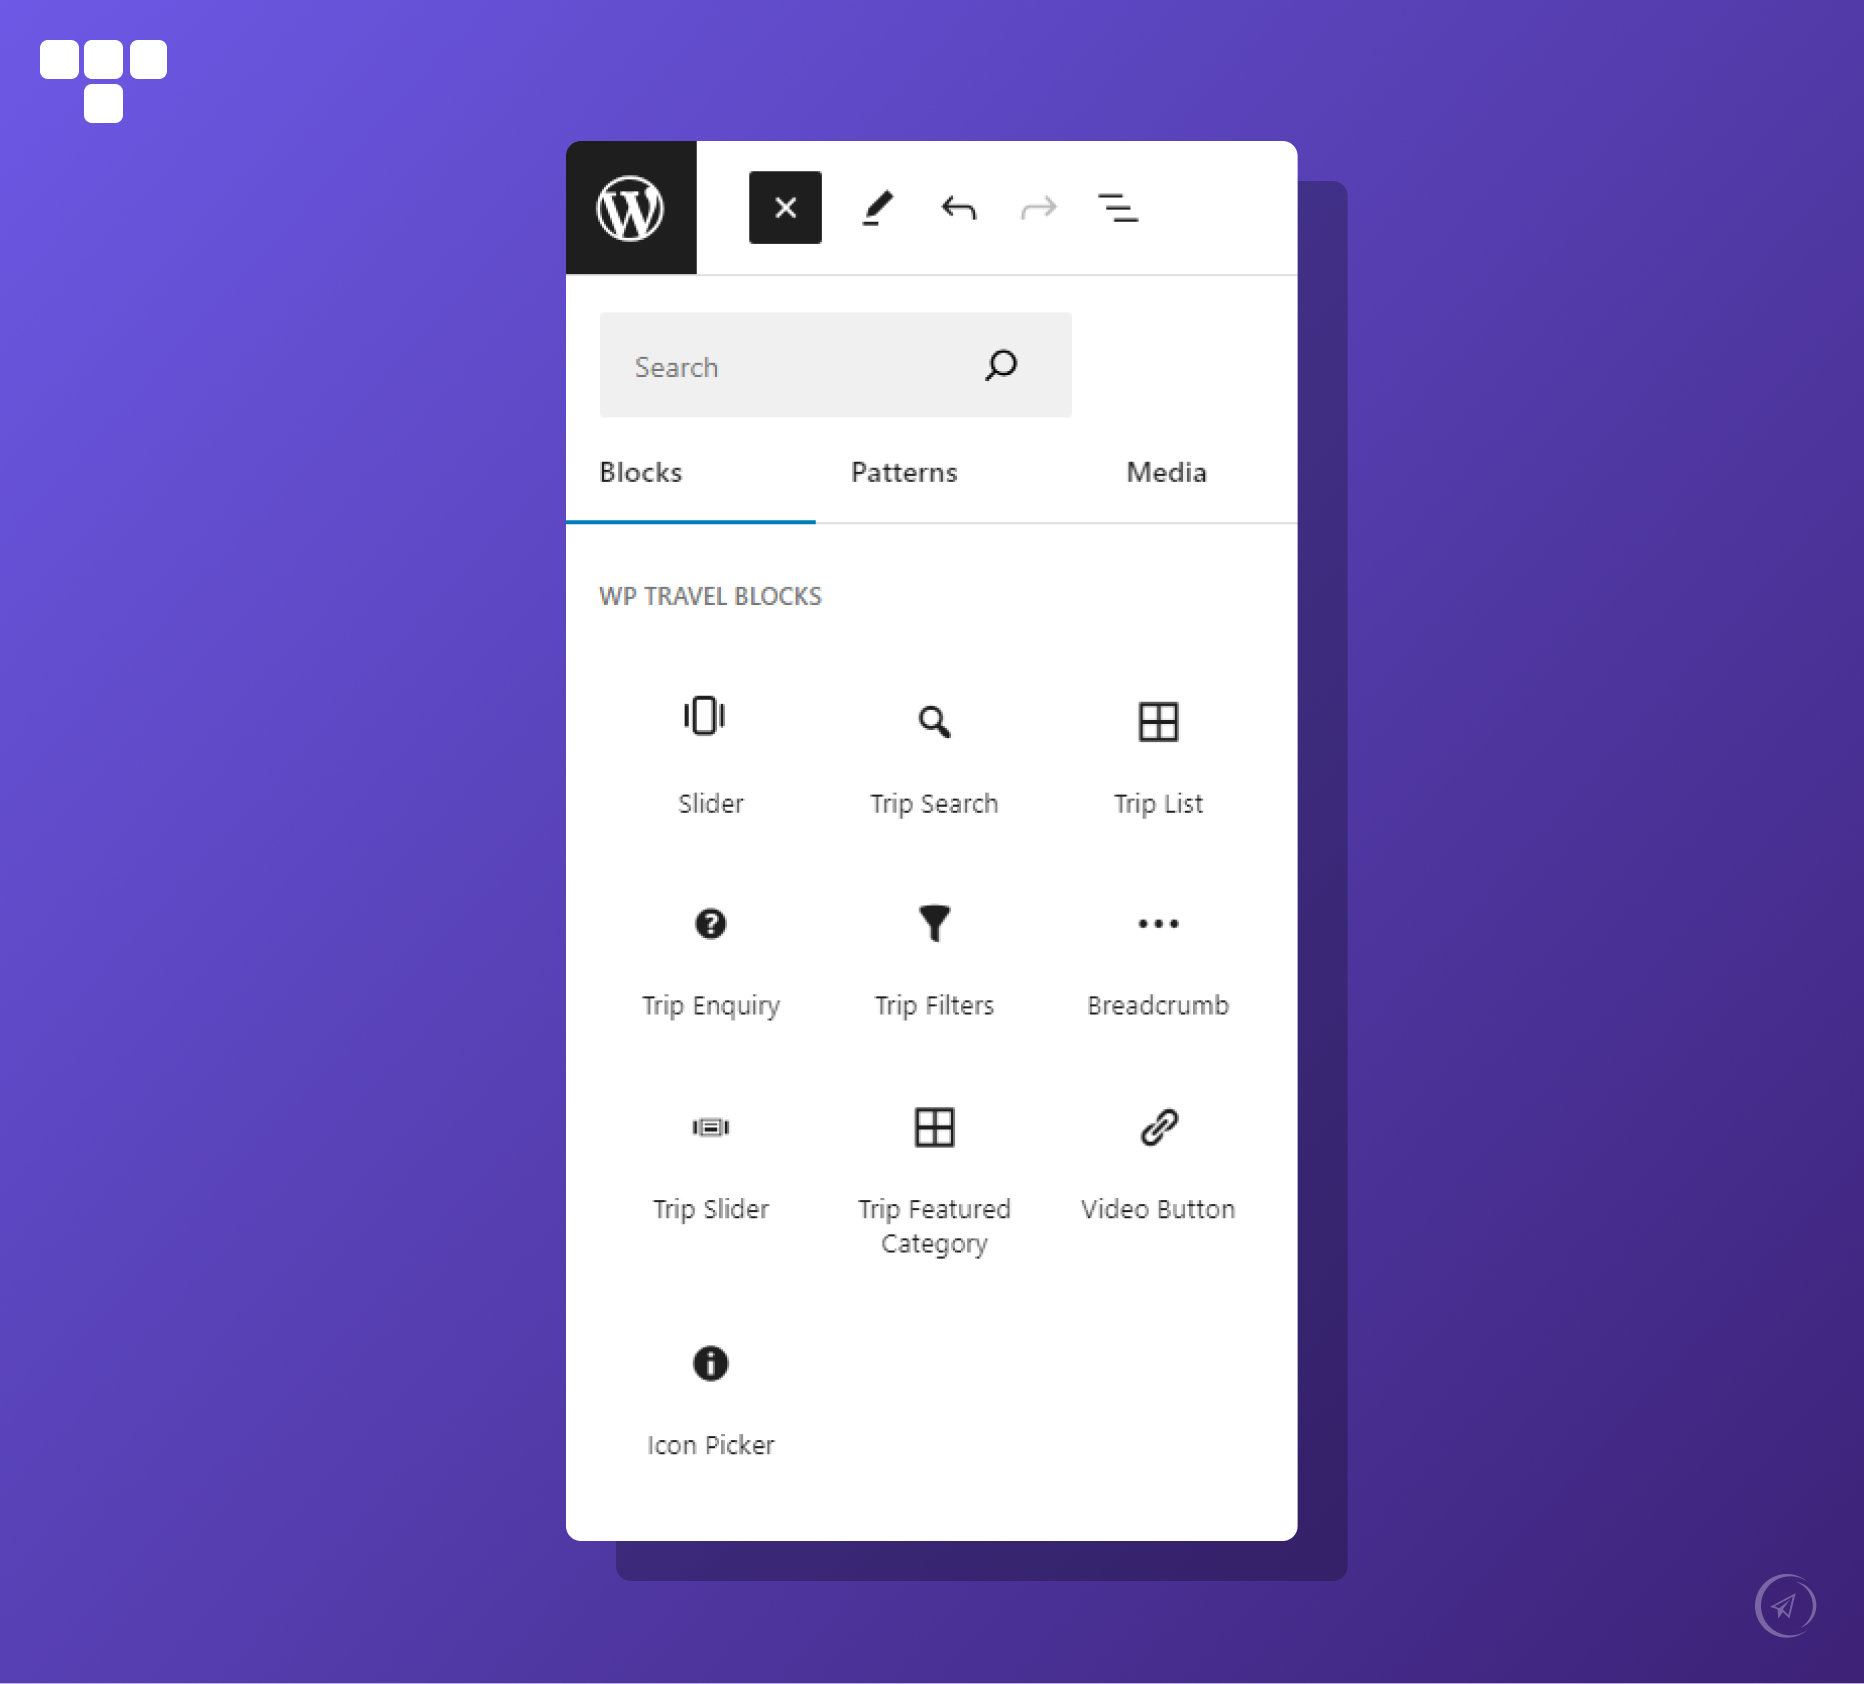 Search
Blocks Patterns Media
WP TRAVEL BLOCKS
Slider Trip Search Trip List
Trip Enquiry Trip Filters Breadcrumb
Trip Slider Trip Featured Category Video Button
Icon Picker